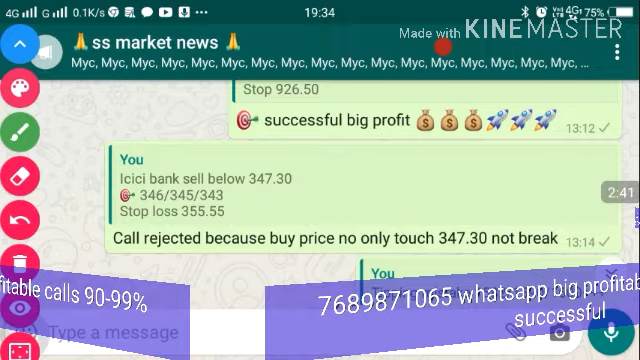 4G G 0.1K/s 19:34 4G 75%
Made with KINEMASTER
🙏ss market news 🙏
Myc, Myc, Myc, Myc, Myc, Myc, Myc, Myc, Myc, Myc, Myc, Myc, Myc, Myc, Myc, Myc, Myc, ...
Stop 926.50
🎯 successful big profit 💰💰💰🚀🚀🚀
13:12
You
Icici bank sell below 347.30
🎯 346/345/343
Stop loss 355.55
2:41
Call rejected because buy price no only touch 347.30 not break
13:14
You
fitable calls 90-99%
7689871065 whatsapp big profitab
successful
Type a message